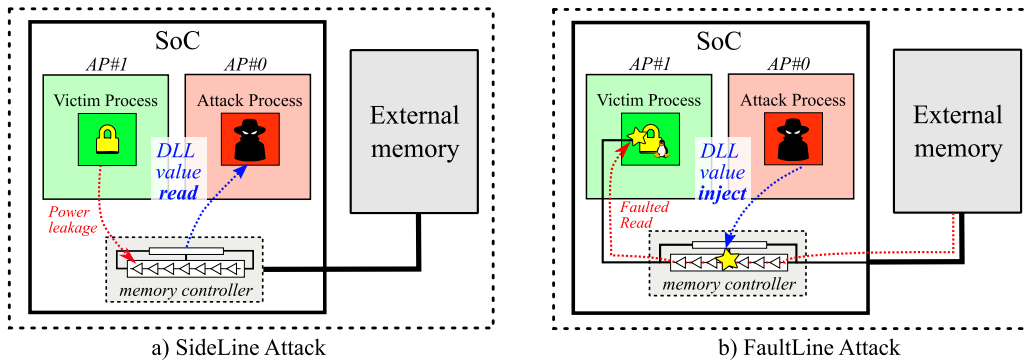 SoC
AP#1
AP#0
Victim Process
Attack Process
DLL
value
read
Power
leakage
memory controller
External
memory
a) SideLine Attack
SoC
AP#1
AP#0
Victim Process
Attack Process
DLL
value
inject
Faulted
Read
memory controller
External
memory
b) FaultLine Attack